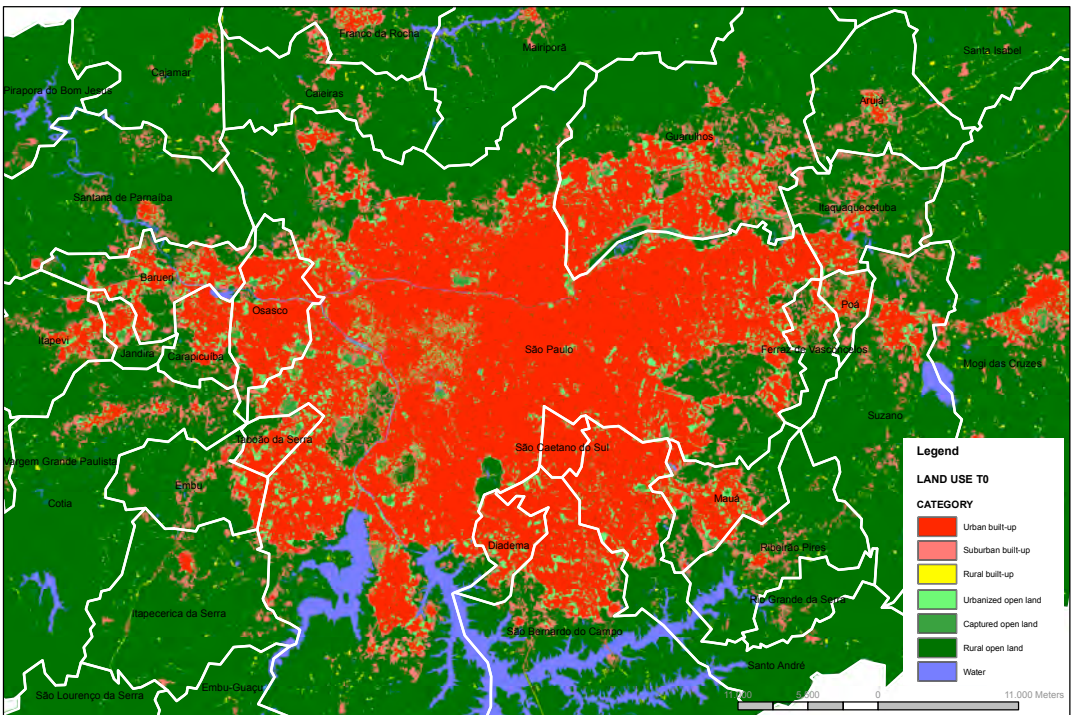 Franco da Rocha
Mairiporã
Santa Isabel
Cajamar
Pirapora do Bom Jesus
Caieiras
Arujá
Guarulhos
Santana de Parnaíba
Itaquaquecetuba
Barueri
Osasco
Poá
Itapevi
Jandira
Carapicuíba
São Paulo
Ferraz de Vasconcelos
Mogi das Cruzes
Suzano
Taboão da Serra
São Caetano do Sul
Vargem Grande Paulista
Embu
Cotia
Mauá
Diadema
Ribeirão Pires
Itapecerica da Serra
Rio Grande da Serra
São Bernardo do Campo
Santo André
São Lourenço da Serra
Embu-Guaçu
Legend
LAND USE T0
CATEGORY
Urban built-up
Suburban built-up
Rural built-up
Urbanized open land
Captured open land
Rural open land
Water
11.000 5.500 0 11.000 Meters